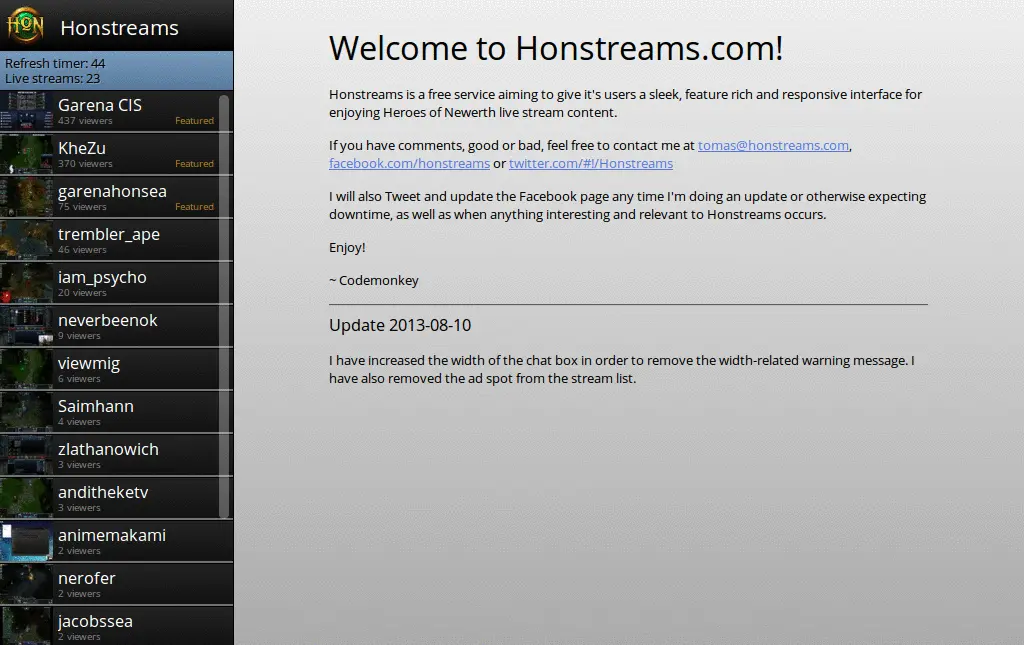 HON
Honstreams
Refresh timer: 44
Live streams: 23
Garena CIS
437 viewers
Featured
KheZu
370 viewers
Featured
garenahonsea
75 viewers
Featured
trembler_ape
46 viewers
iam_psycho
20 viewers
neverbeenok
9 viewers
viewmig
6 viewers
Saimhann
4 viewers
zlathanowich
3 viewers
anditheketv
3 viewers
animemakami
2 viewers
nerofer
2 viewers
jacobssea
2 viewers
Welcome to Honstreams.com!
Honstreams is a free service aiming to give it's users a sleek, feature rich and responsive interface for
enjoying Heroes of Newerth live stream content.
If you have comments, good or bad, feel free to contact me at tomas@honstreams.com,
facebook.com/honstreams or twitter.com/#!/Honstreams
I will also Tweet and update the Facebook page any time I'm doing an update or otherwise expecting
downtime, as well as when anything interesting and relevant to Honstreams occurs.
Enjoy!
~ Codemonkey
Update 2013-08-10
I have increased the width of the chat box in order to remove the width-related warning message. I
have also removed the ad spot from the stream list.